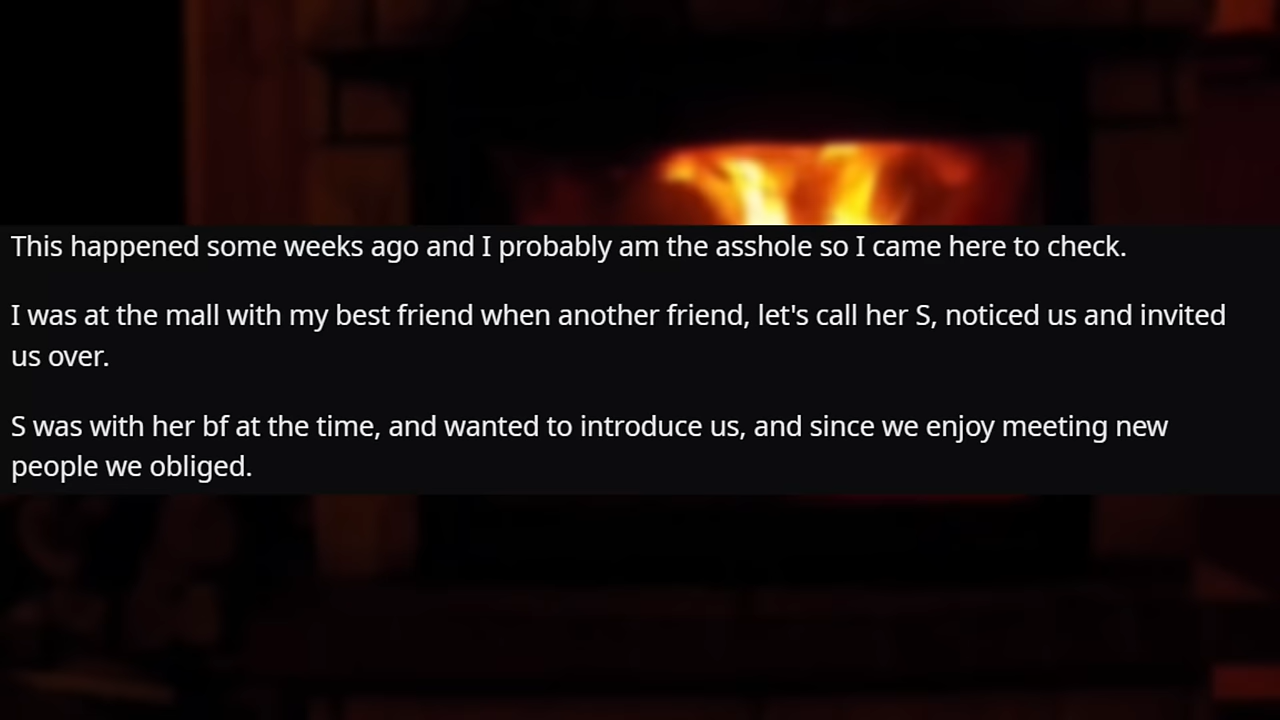 This happened some weeks ago and I probably am the asshole so I came here to check.
I was at the mall with my best friend when another friend, let's call her S, noticed us and invited
us over.
S was with her bf at the time, and wanted to introduce us, and since we enjoy meeting new
people we obliged.